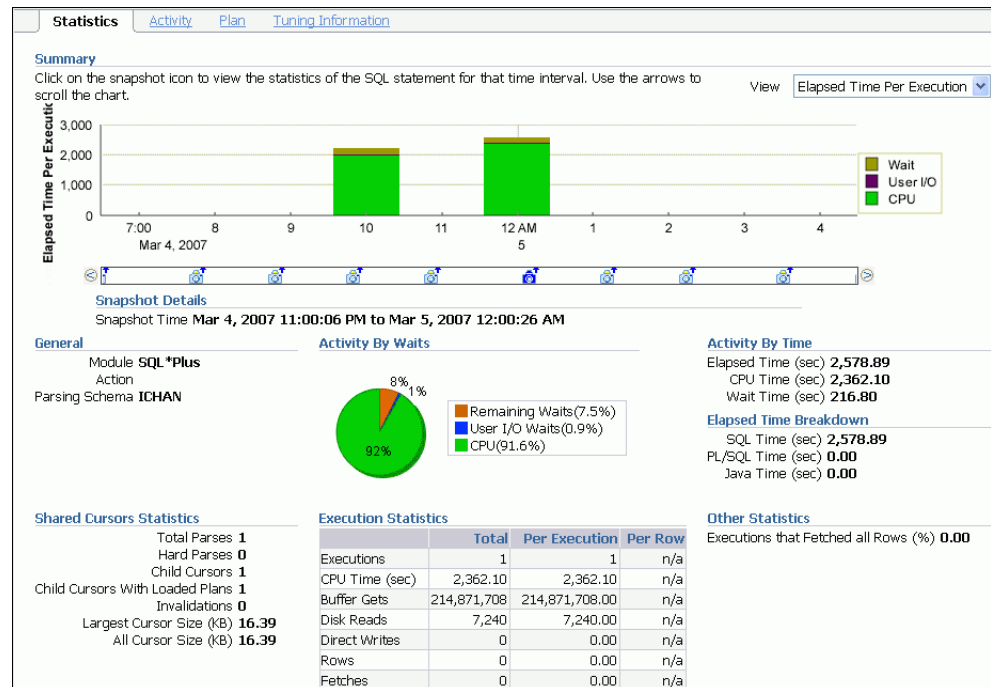 Statistics Activity Plan Tuning Information
Summary
Click on the snapshot icon to view the statistics of the SQL statement for that time interval. Use the arrows to
scroll the chart.
View Elapsed Time Per Execution
Elapsed Time Per Executic
3,000
2,000
1,000
0
Wait
User I/O
CPU
7:00 8 9 10 11 12 AM 1 2 3 4
Mar 4, 2007 5
Snapshot Details
Snapshot Time Mar 4, 2007 11:00:06 PM to Mar 5, 2007 12:00:26 AM
General
Module SQL*Plus
Action
Parsing Schema ICHAN
Activity By Waits
8%
1%
92%
Remaining Waits(7.5%)
User I/O Waits(0.9%)
CPU(91.6%)
Activity By Time
Elapsed Time (sec) 2,578.89
CPU Time (sec) 2,362.10
Wait Time (sec) 216.80
Elapsed Time Breakdown
SQL Time (sec) 2,578.89
PL/SQL Time (sec) 0.00
Java Time (sec) 0.00
Shared Cursors Statistics
Total Parses 1
Hard Parses 0
Child Cursors 1
Child Cursors With Loaded Plans 1
Invalidations 0
Largest Cursor Size (KB) 16.39
All Cursor Size (KB) 16.39
Execution Statistics
Total Per Execution Per Row
Executions 1 1 n/a
CPU Time (sec) 2,362.10 2,362.10 n/a
Buffer Gets 214,871,708 214,871,708.00 n/a
Disk Reads 7,240 7,240.00 n/a
Direct Writes 0 0.00 n/a
Rows 0 0.00 n/a
Fetches 0 0.00 n/a
Other Statistics
Executions that Fetched all Rows (%) 0.00